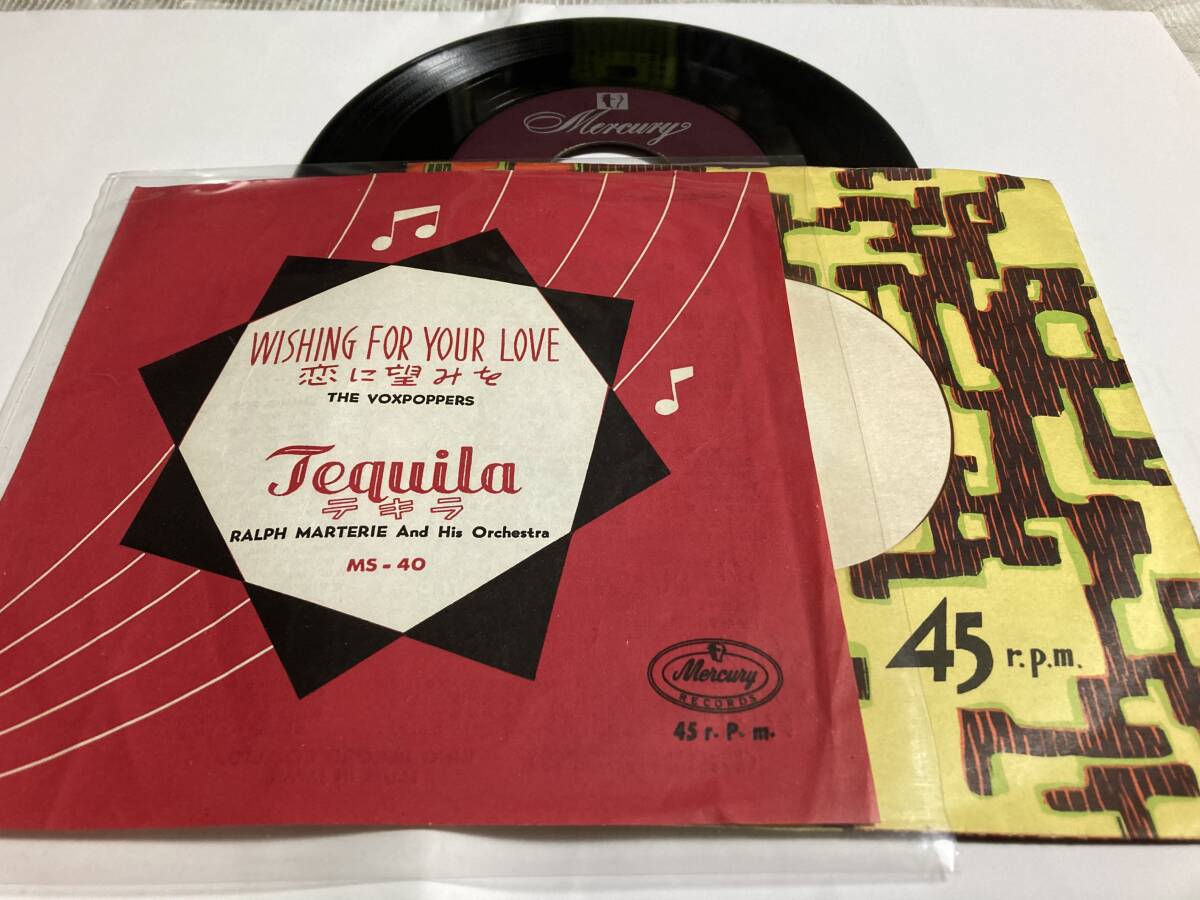 Mercury
WISHING FOR YOUR LOVE
恋に望みを
THE VOXPOPPERS
Tequila
テキラ
RALPH MARTERIE And His Orchestra
MS-40
Mercury
RECORDS
45 r. P. m.
45 r.p.m.